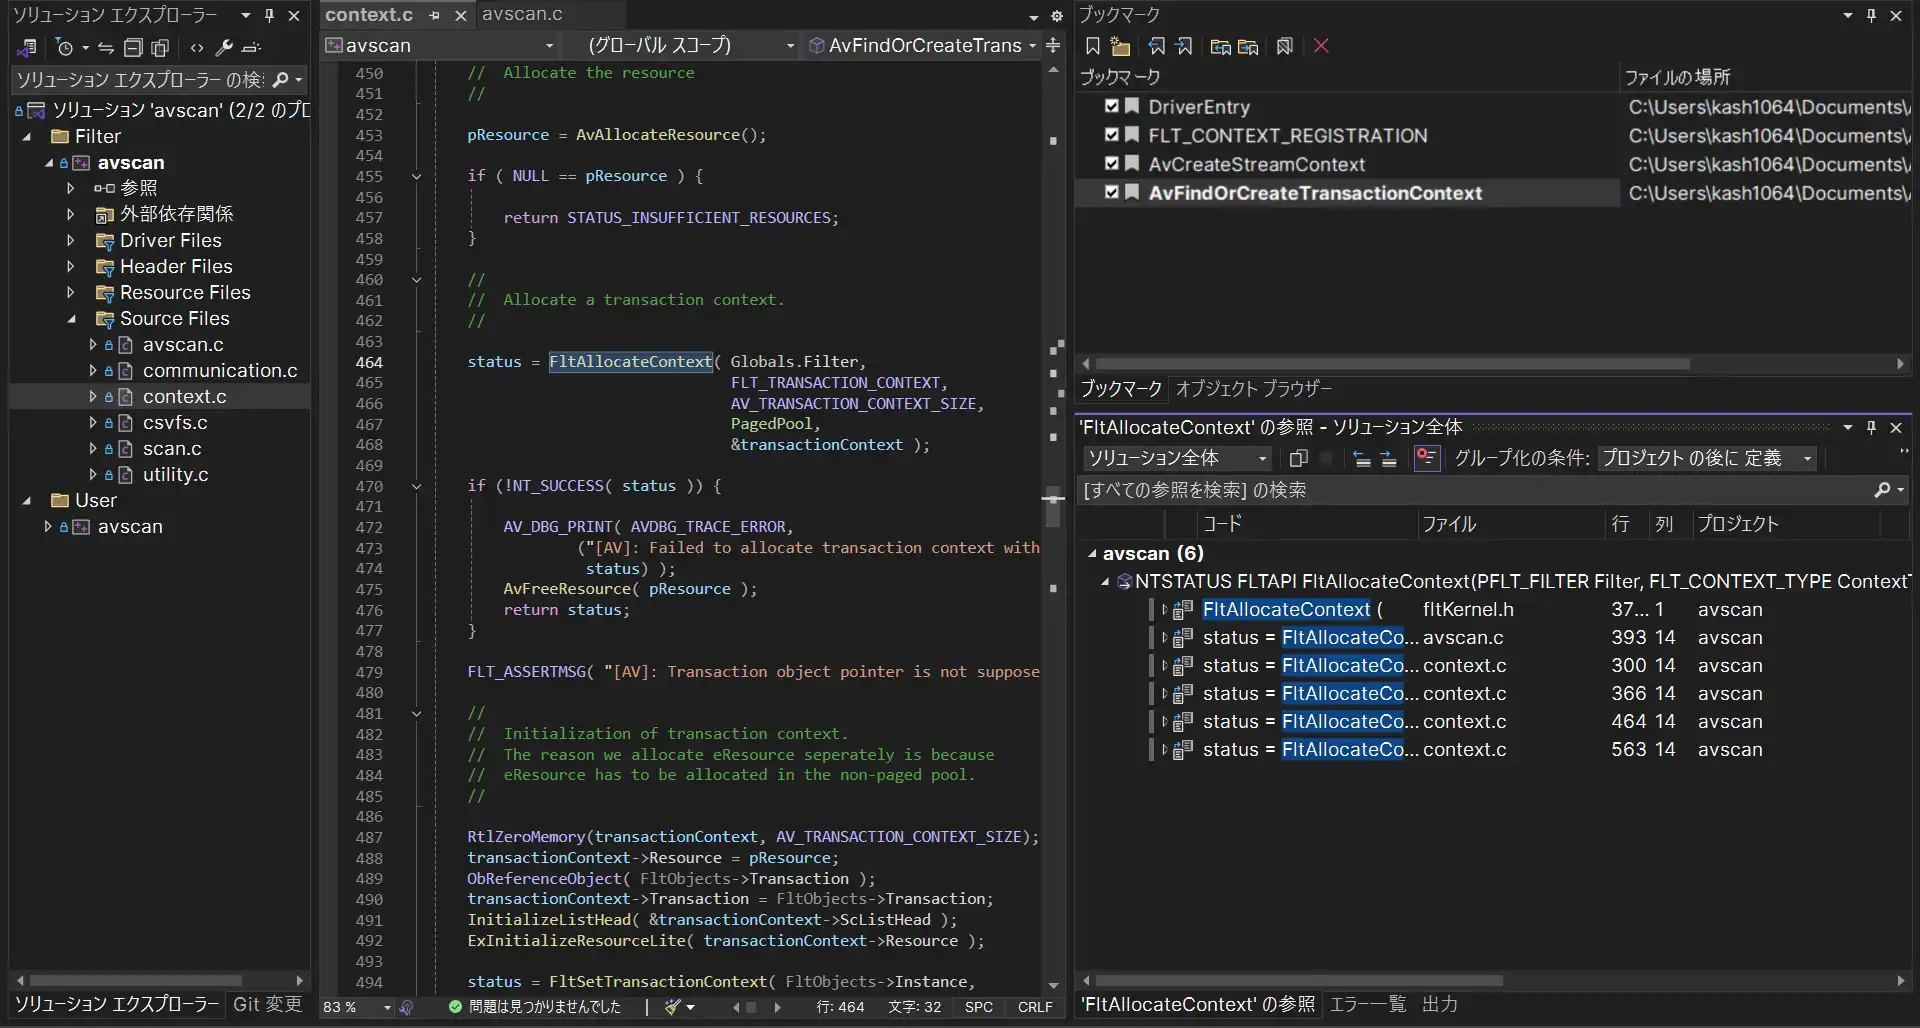 ソリューション エクスプローラー
ソリューション エクスプローラー の検
ソリューション 'avscan' (2/2 のプロ
Filter
avscan
参照
外部依存関係
Driver Files
Header Files
Resource Files
Source Files
avscan.c
communication.c
context.c
csvfs.c
scan.c
utility.c
User
avscan
ソリューション エクスプローラー
Git 変更
context.c
avscan.c
avscan
(グローバル スコープ)
AvFindOrCreateTrans
450 //  Allocate the resource
451 //
452
453 pResource = AvAllocateResource();
454
455 if ( NULL == pResource ) {
456
457 return STATUS_INSUFFICIENT_RESOURCES;
458 }
459
460 //
461 //  Allocate a transaction context.
462 //
463
464 status = FltAllocateContext( Globals.Filter,
465 FLT_TRANSACTION_CONTEXT,
466 AV_TRANSACTION_CONTEXT_SIZE,
467 PagedPool,
468 &transactionContext );
469
470 if (!NT_SUCCESS( status )) {
471
472 AV_DBG_PRINT( AVDBG_TRACE_ERROR,
473 ("[AV]: Failed to allocate transaction context with
474 status) );
475 AvFreeResource( pResource );
476 return status;
477 }
478
479 FLT_ASSERTMSG( "[AV]: Transaction object pointer is not suppose
480
481 //
482 //  Initialization of transaction context.
483 //  The reason we allocate eResource seperately is because
484 //  eResource has to be allocated in the non-paged pool.
485 //
486
487 RtlZeroMemory(transactionContext, AV_TRANSACTION_CONTEXT_SIZE);
488 transactionContext->Resource = pResource;
489 ObReferenceObject( FltObjects->Transaction );
490 transactionContext->Transaction = FltObjects->Transaction;
491 InitializeListHead( &transactionContext->ScListHead );
492 ExInitializeResourceLite( transactionContext->Resource );
493
494 status = FltSetTransactionContext( FltObjects->Instance,
83 %
問題は見つかりませんでした
行: 464
文字: 32
SPC
CRLF
ブックマーク
ブックマーク ファイルの場所
DriverEntry C:\Users\kash1064\Documents\
FLT_CONTEXT_REGISTRATION C:\Users\kash1064\Documents\
AvCreateStreamContext C:\Users\kash1064\Documents\
AvFindOrCreateTransactionContext C:\Users\kash1064\Documents\
ブックマーク
オブジェクト ブラウザー
'FltAllocateContext' の参照 - ソリューション全体
ソリューション全体
グループ化の条件: プロジェクト の後に 定義
[すべての参照を検索] の検索
コード ファイル 行 列 プロジェクト
avscan (6)
NTSTATUS FLTAPI FltAllocateContext(PFLT_FILTER Filter, FLT_CONTEXT_TYPE Context
FltAllocateContext ( fltKernel.h 37... 1 avscan
status = FltAllocateCo... avscan.c 393 14 avscan
status = FltAllocateCo... context.c 300 14 avscan
status = FltAllocateCo... context.c 366 14 avscan
status = FltAllocateCo... context.c 464 14 avscan
status = FltAllocateCo... context.c 563 14 avscan
'FltAllocateContext' の参照
エラー一覧
出力